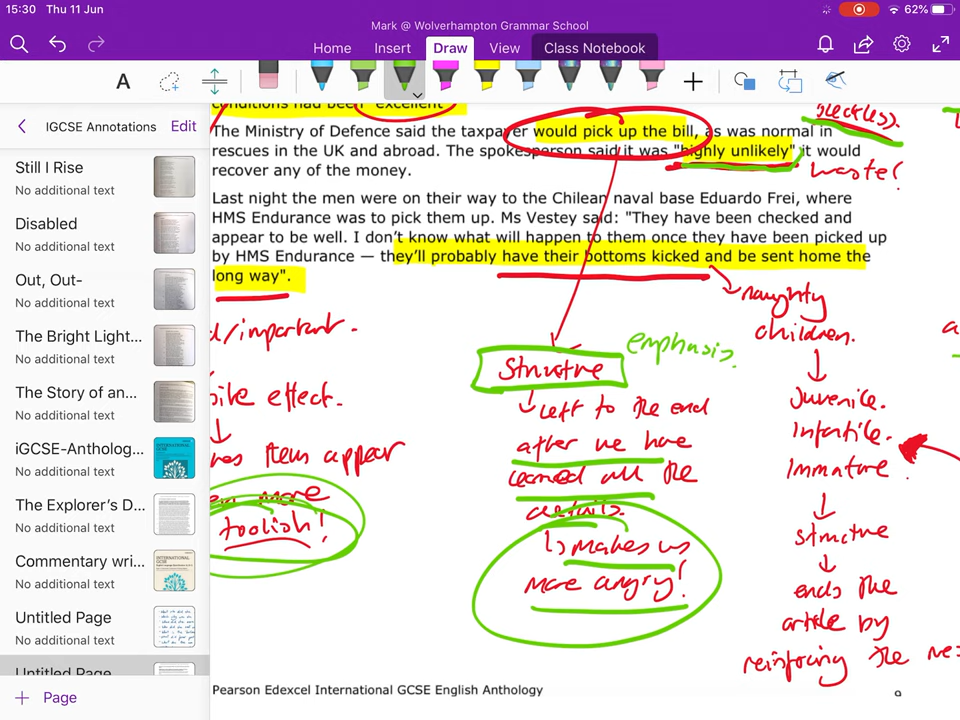 15:30 Thu 11 Jun
62%
Mark @ Wolverhampton Grammar School
Home Insert Draw View Class Notebook
A
IGCSE Annotations Edit
Still I Rise
No additional text
Disabled
No additional text
Out, Out-
No additional text
The Bright Light...
No additional text
The Story of an...
No additional text
iGCSE-Antholog...
No additional text
The Explorer's D...
No additional text
Commentary wri...
No additional text
Untitled Page
No additional text
Untitled Page
+ Page
conditions had been "excellent"
The Ministry of Defence said the taxpayer would pick up the bill, as was normal in
rescues in the UK and abroad. The spokesperson said it was "highly unlikely" it would
recover any of the money.
Last night the men were on their way to the Chilean naval base Eduardo Frei, where
HMS Endurance was to pick them up. Ms Vestey said: "They have been checked and
appear to be well. I don't know what will happen to them once they have been picked up
by HMS Endurance — they'll probably have their bottoms kicked and be sent home the
long way".
reckless.
waste!
/important.
effect.
them appear
more
foolish!
Structure
emphasis.
left to the end
after we have
learned all the
details.
makes us
more angry!
naughty
children.
Juvenile.
Infantile.
Immature.
structure
ends the
article by
reinforcing the
Pearson Edexcel International GCSE English Anthology
9